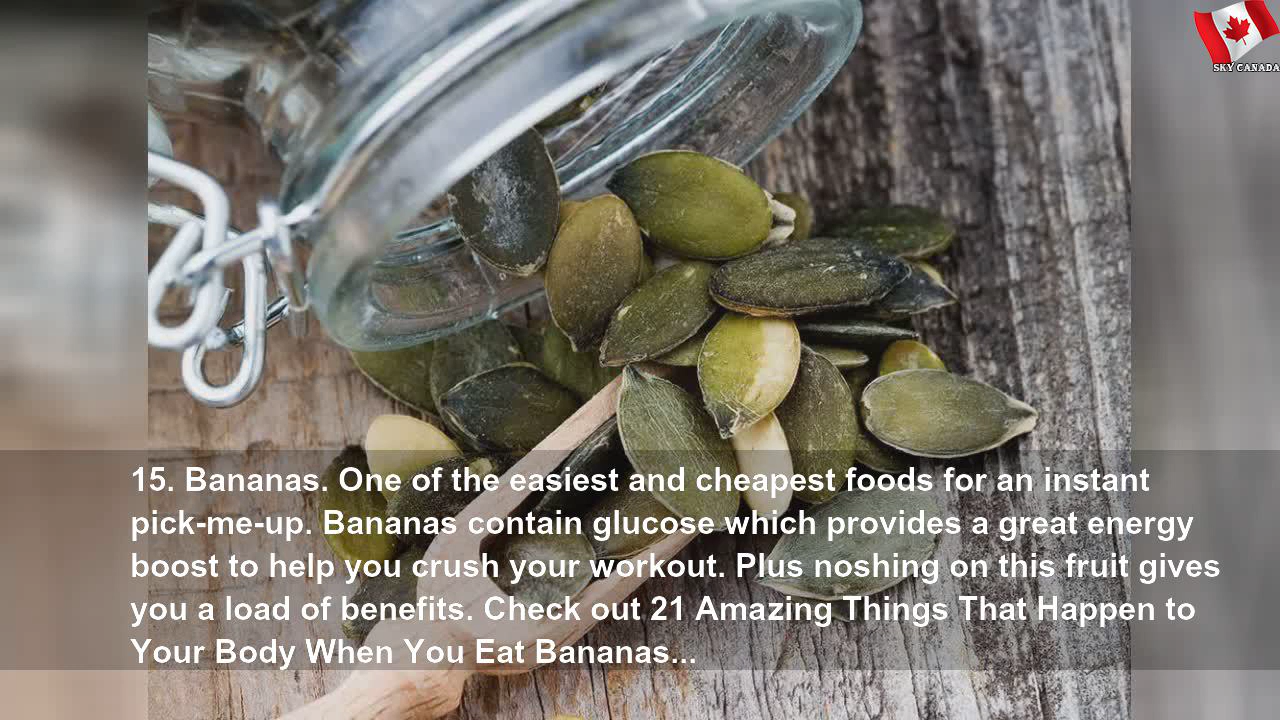 SKY CANADA
15. Bananas. One of the easiest and cheapest foods for an instant
pick-me-up. Bananas contain glucose which provides a great energy
boost to help you crush your workout. Plus noshing on this fruit gives
you a load of benefits. Check out 21 Amazing Things That Happen to
Your Body When You Eat Bananas...